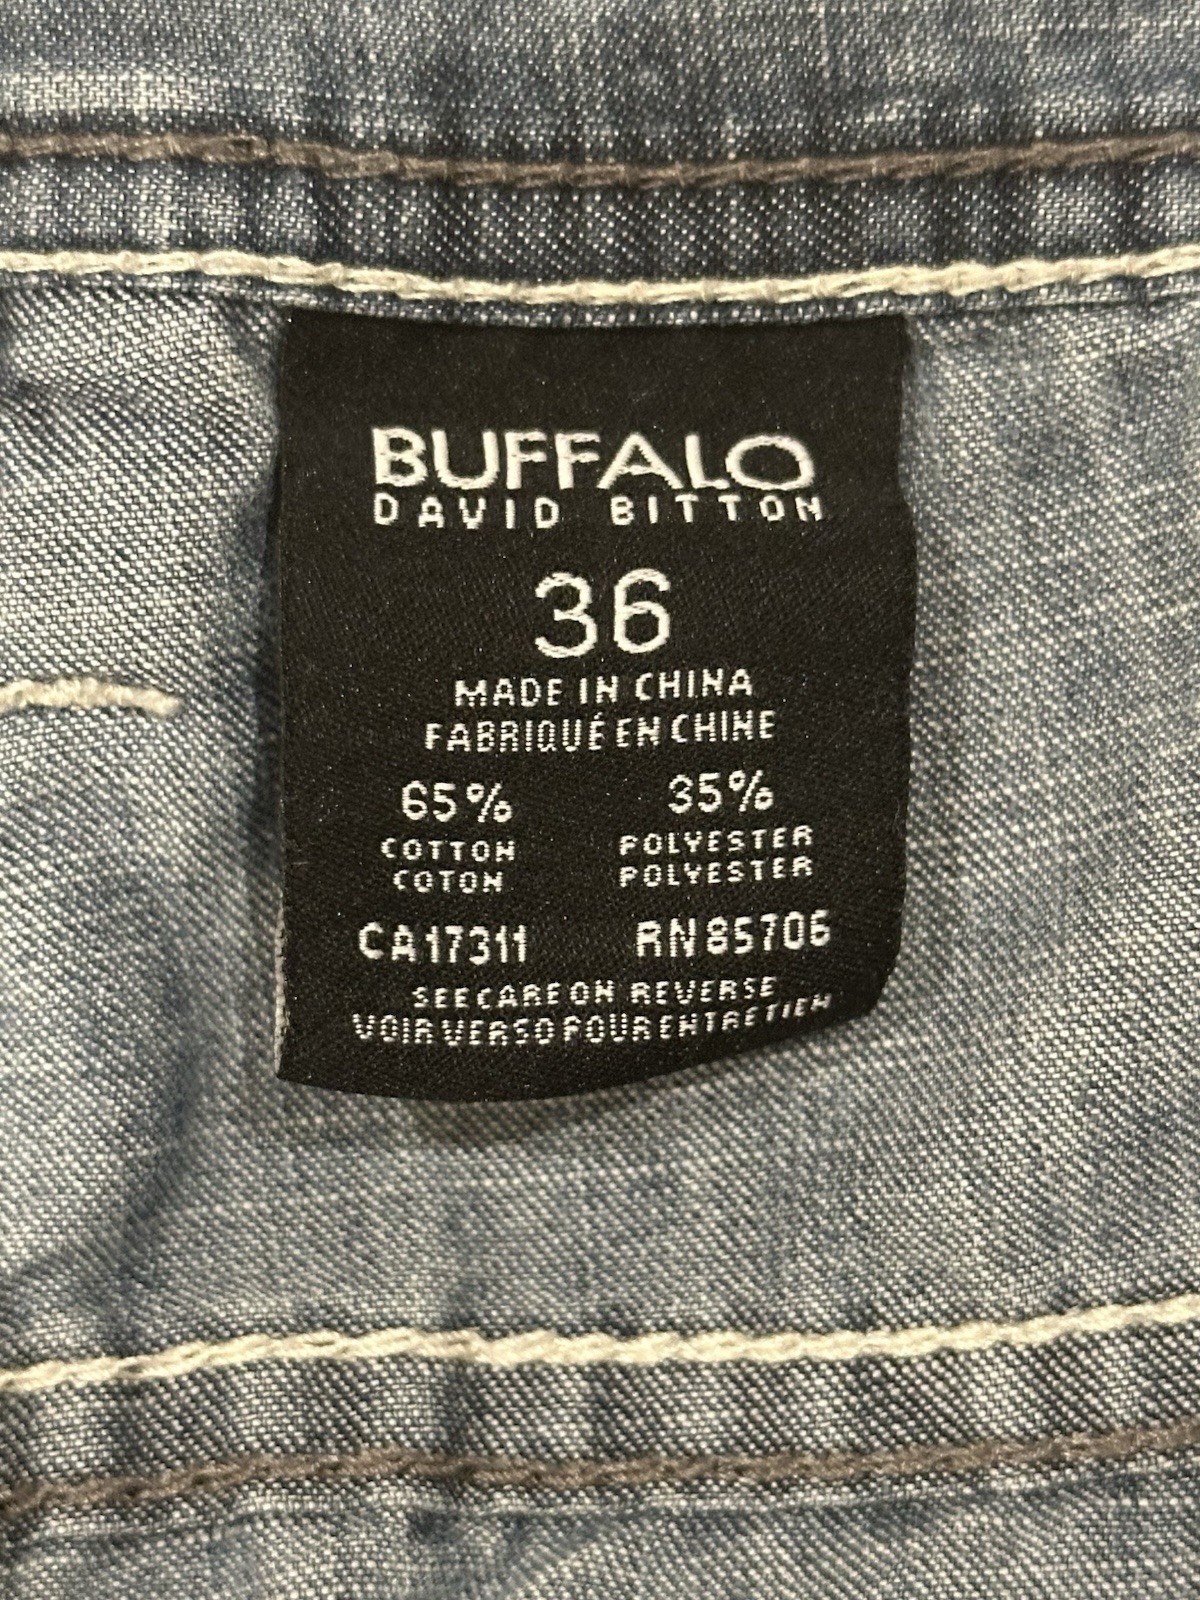 BUFFALO
DAVID BITTON
36
MADE IN CHINA
FABRIQUÉ EN CHINE
65% 35%
COTTON POLYESTER
COTON POLYESTER
CA17311 RN85706
SEE CARE ON REVERSE
VOIR VERSO POUR ENTRETIEN